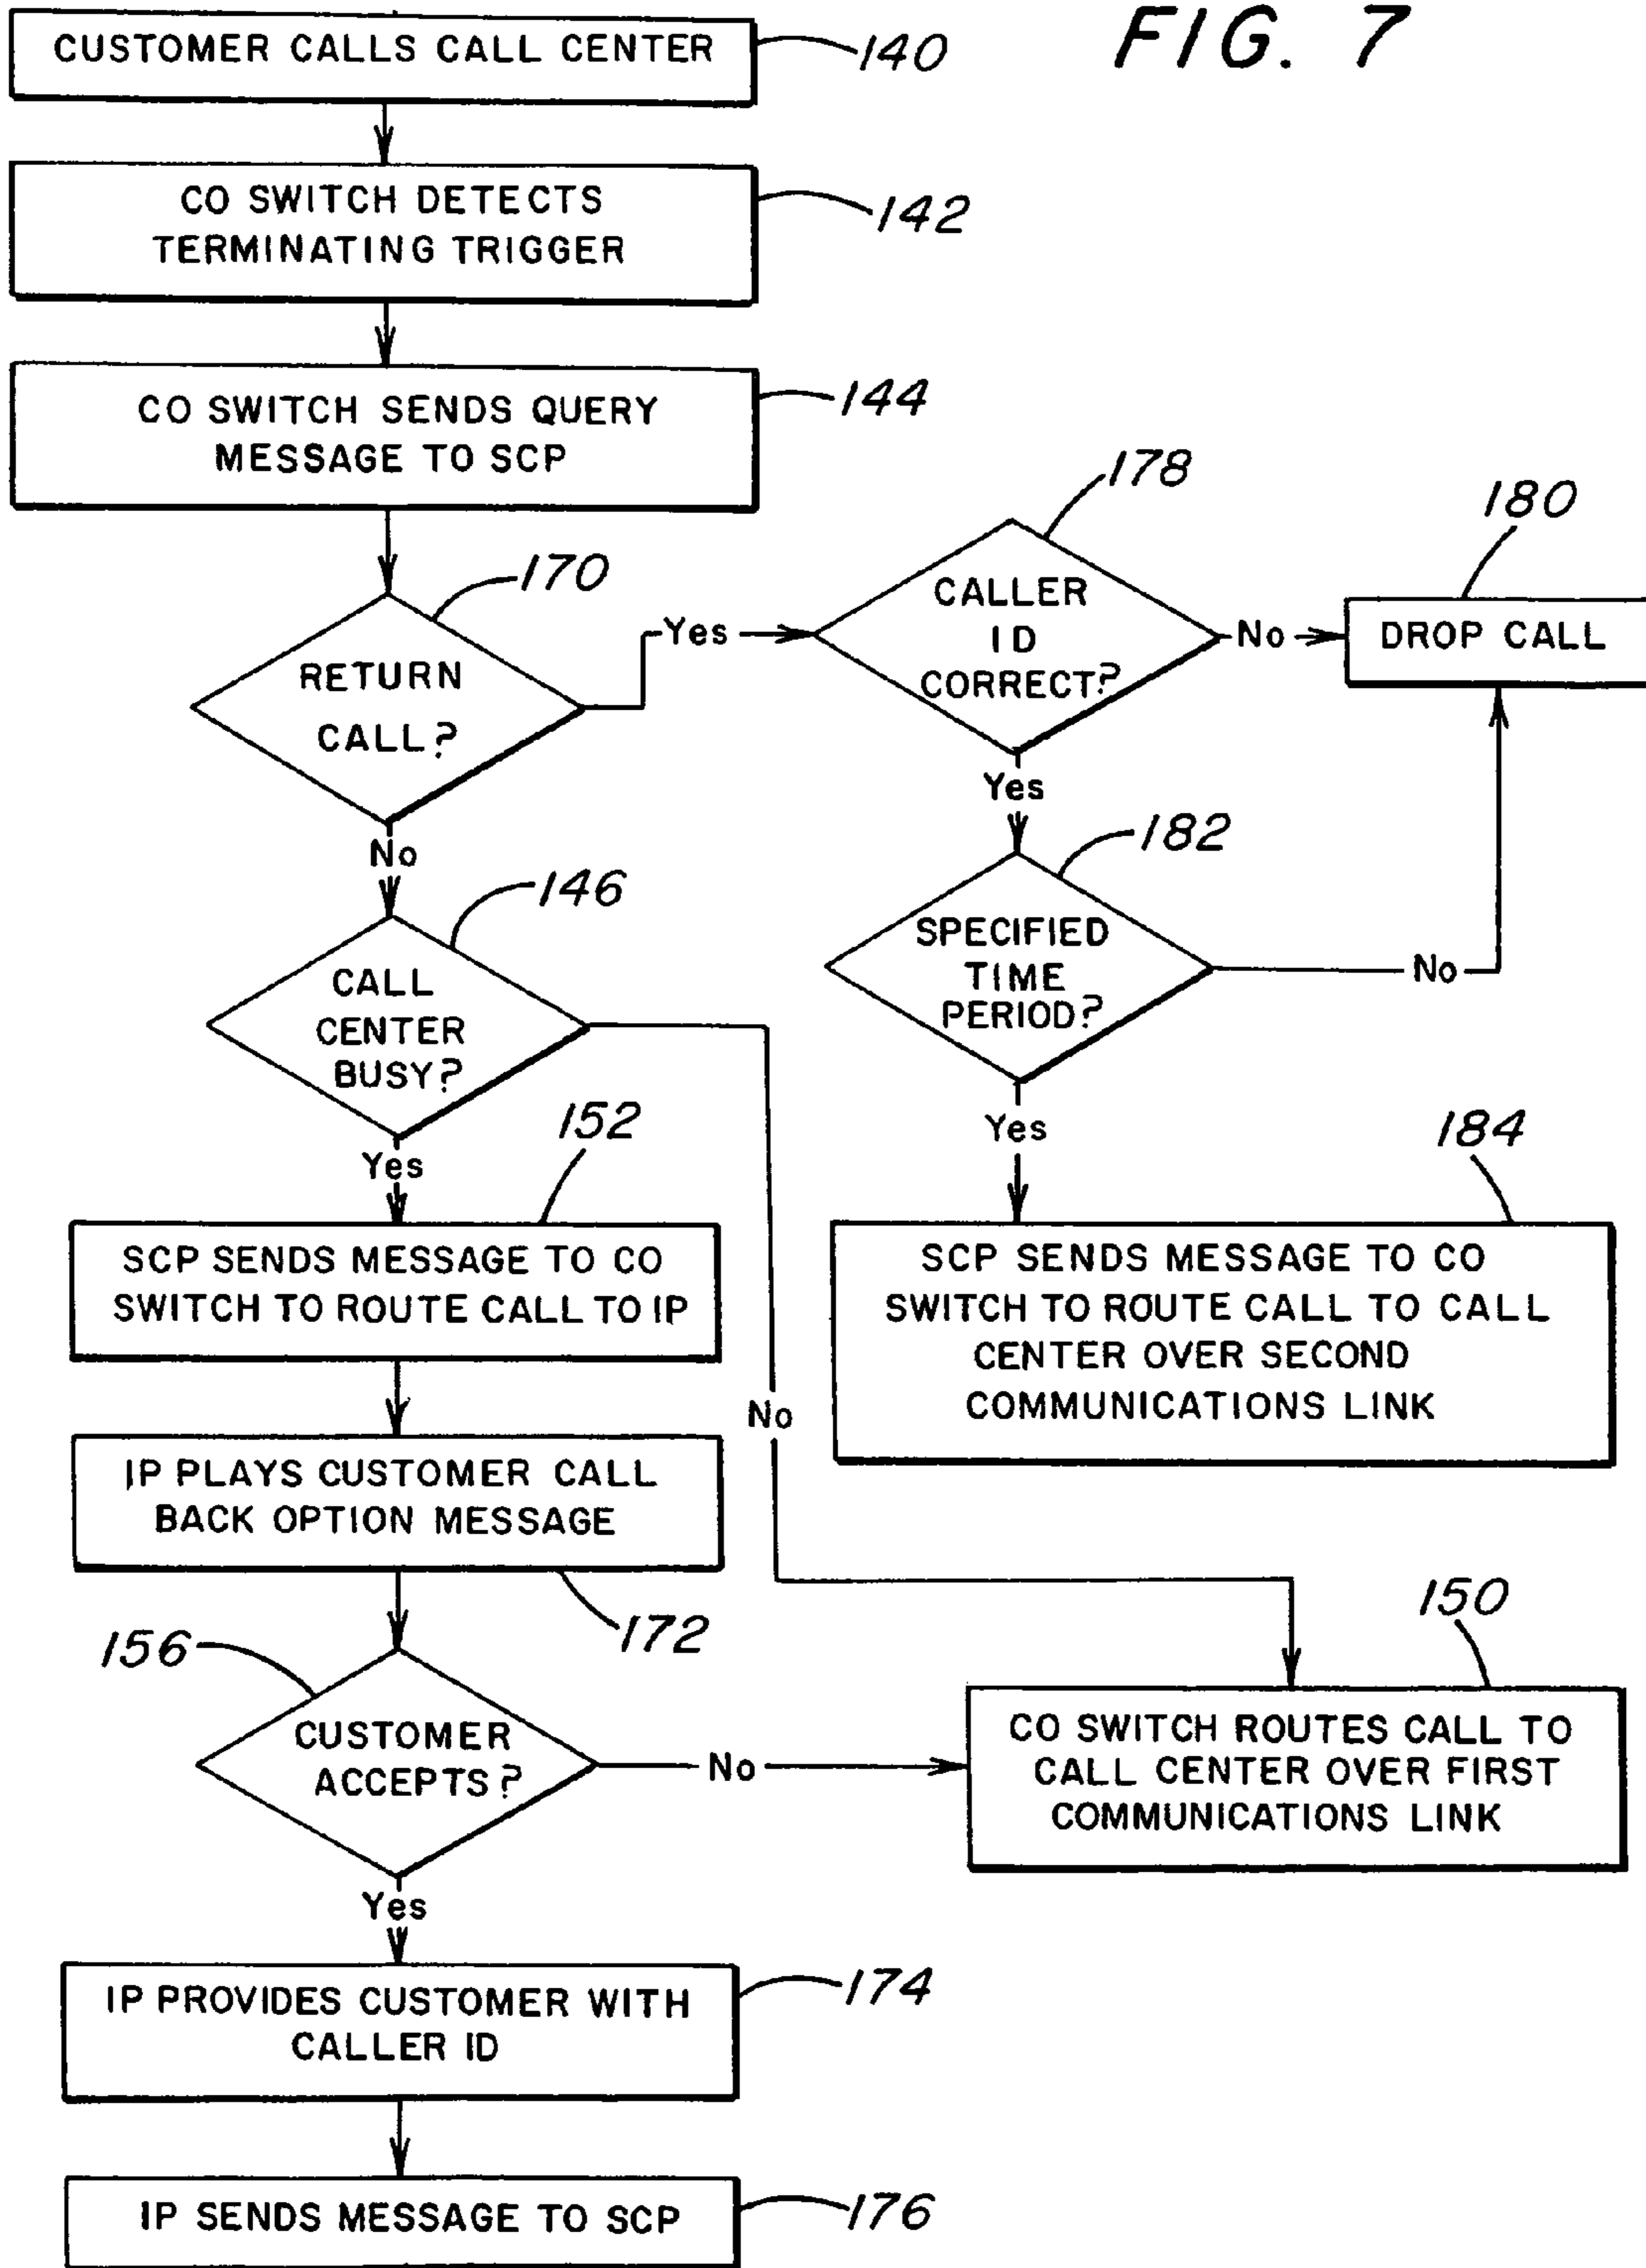 FIG. 7
CUSTOMER CALLS CALL CENTER
140
CO SWITCH DETECTS
TERMINATING TRIGGER
142
CO SWITCH SENDS QUERY
MESSAGE TO SCP
144
170
RETURN
CALL?
Yes
No
178
CALLER
ID
CORRECT?
No
Yes
180
DROP CALL
182
SPECIFIED
TIME
PERIOD?
No
Yes
184
SCP SENDS MESSAGE TO CO
SWITCH TO ROUTE CALL TO CALL
CENTER OVER SECOND
COMMUNICATIONS LINK
146
CALL
CENTER
BUSY?
No
Yes
152
SCP SENDS MESSAGE TO CO
SWITCH TO ROUTE CALL TO IP
IP PLAYS CUSTOMER CALL
BACK OPTION MESSAGE
172
156
CUSTOMER
ACCEPTS?
No
150
CO SWITCH ROUTES CALL TO
CALL CENTER OVER FIRST
COMMUNICATIONS LINK
Yes
IP PROVIDES CUSTOMER WITH
CALLER ID
174
IP SENDS MESSAGE TO SCP
176